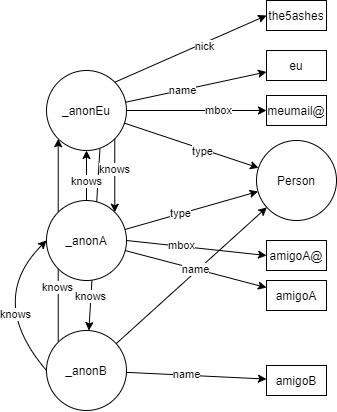 the5ashes
nick
eu
name
_anonEu
mbox
meumail@
type
knows
knows
Person
type
_anonA
mbox
amigoA@
name
knows
knows
amigoA
knows
_anonB
name
amigoB